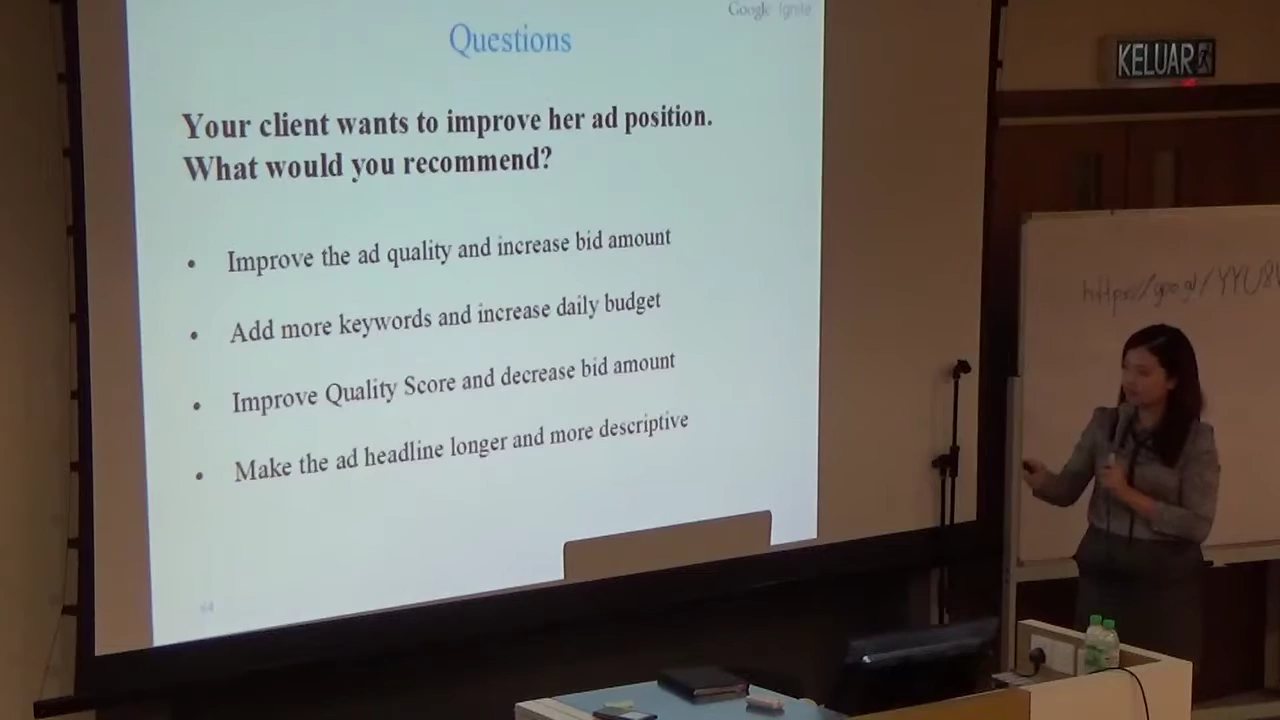 Google Ignite
Questions
Your client wants to improve her ad position.
What would you recommend?
• Improve the ad quality and increase bid amount
• Add more keywords and increase daily budget
• Improve Quality Score and decrease bid amount
• Make the ad headline longer and more descriptive
64
KELUAR